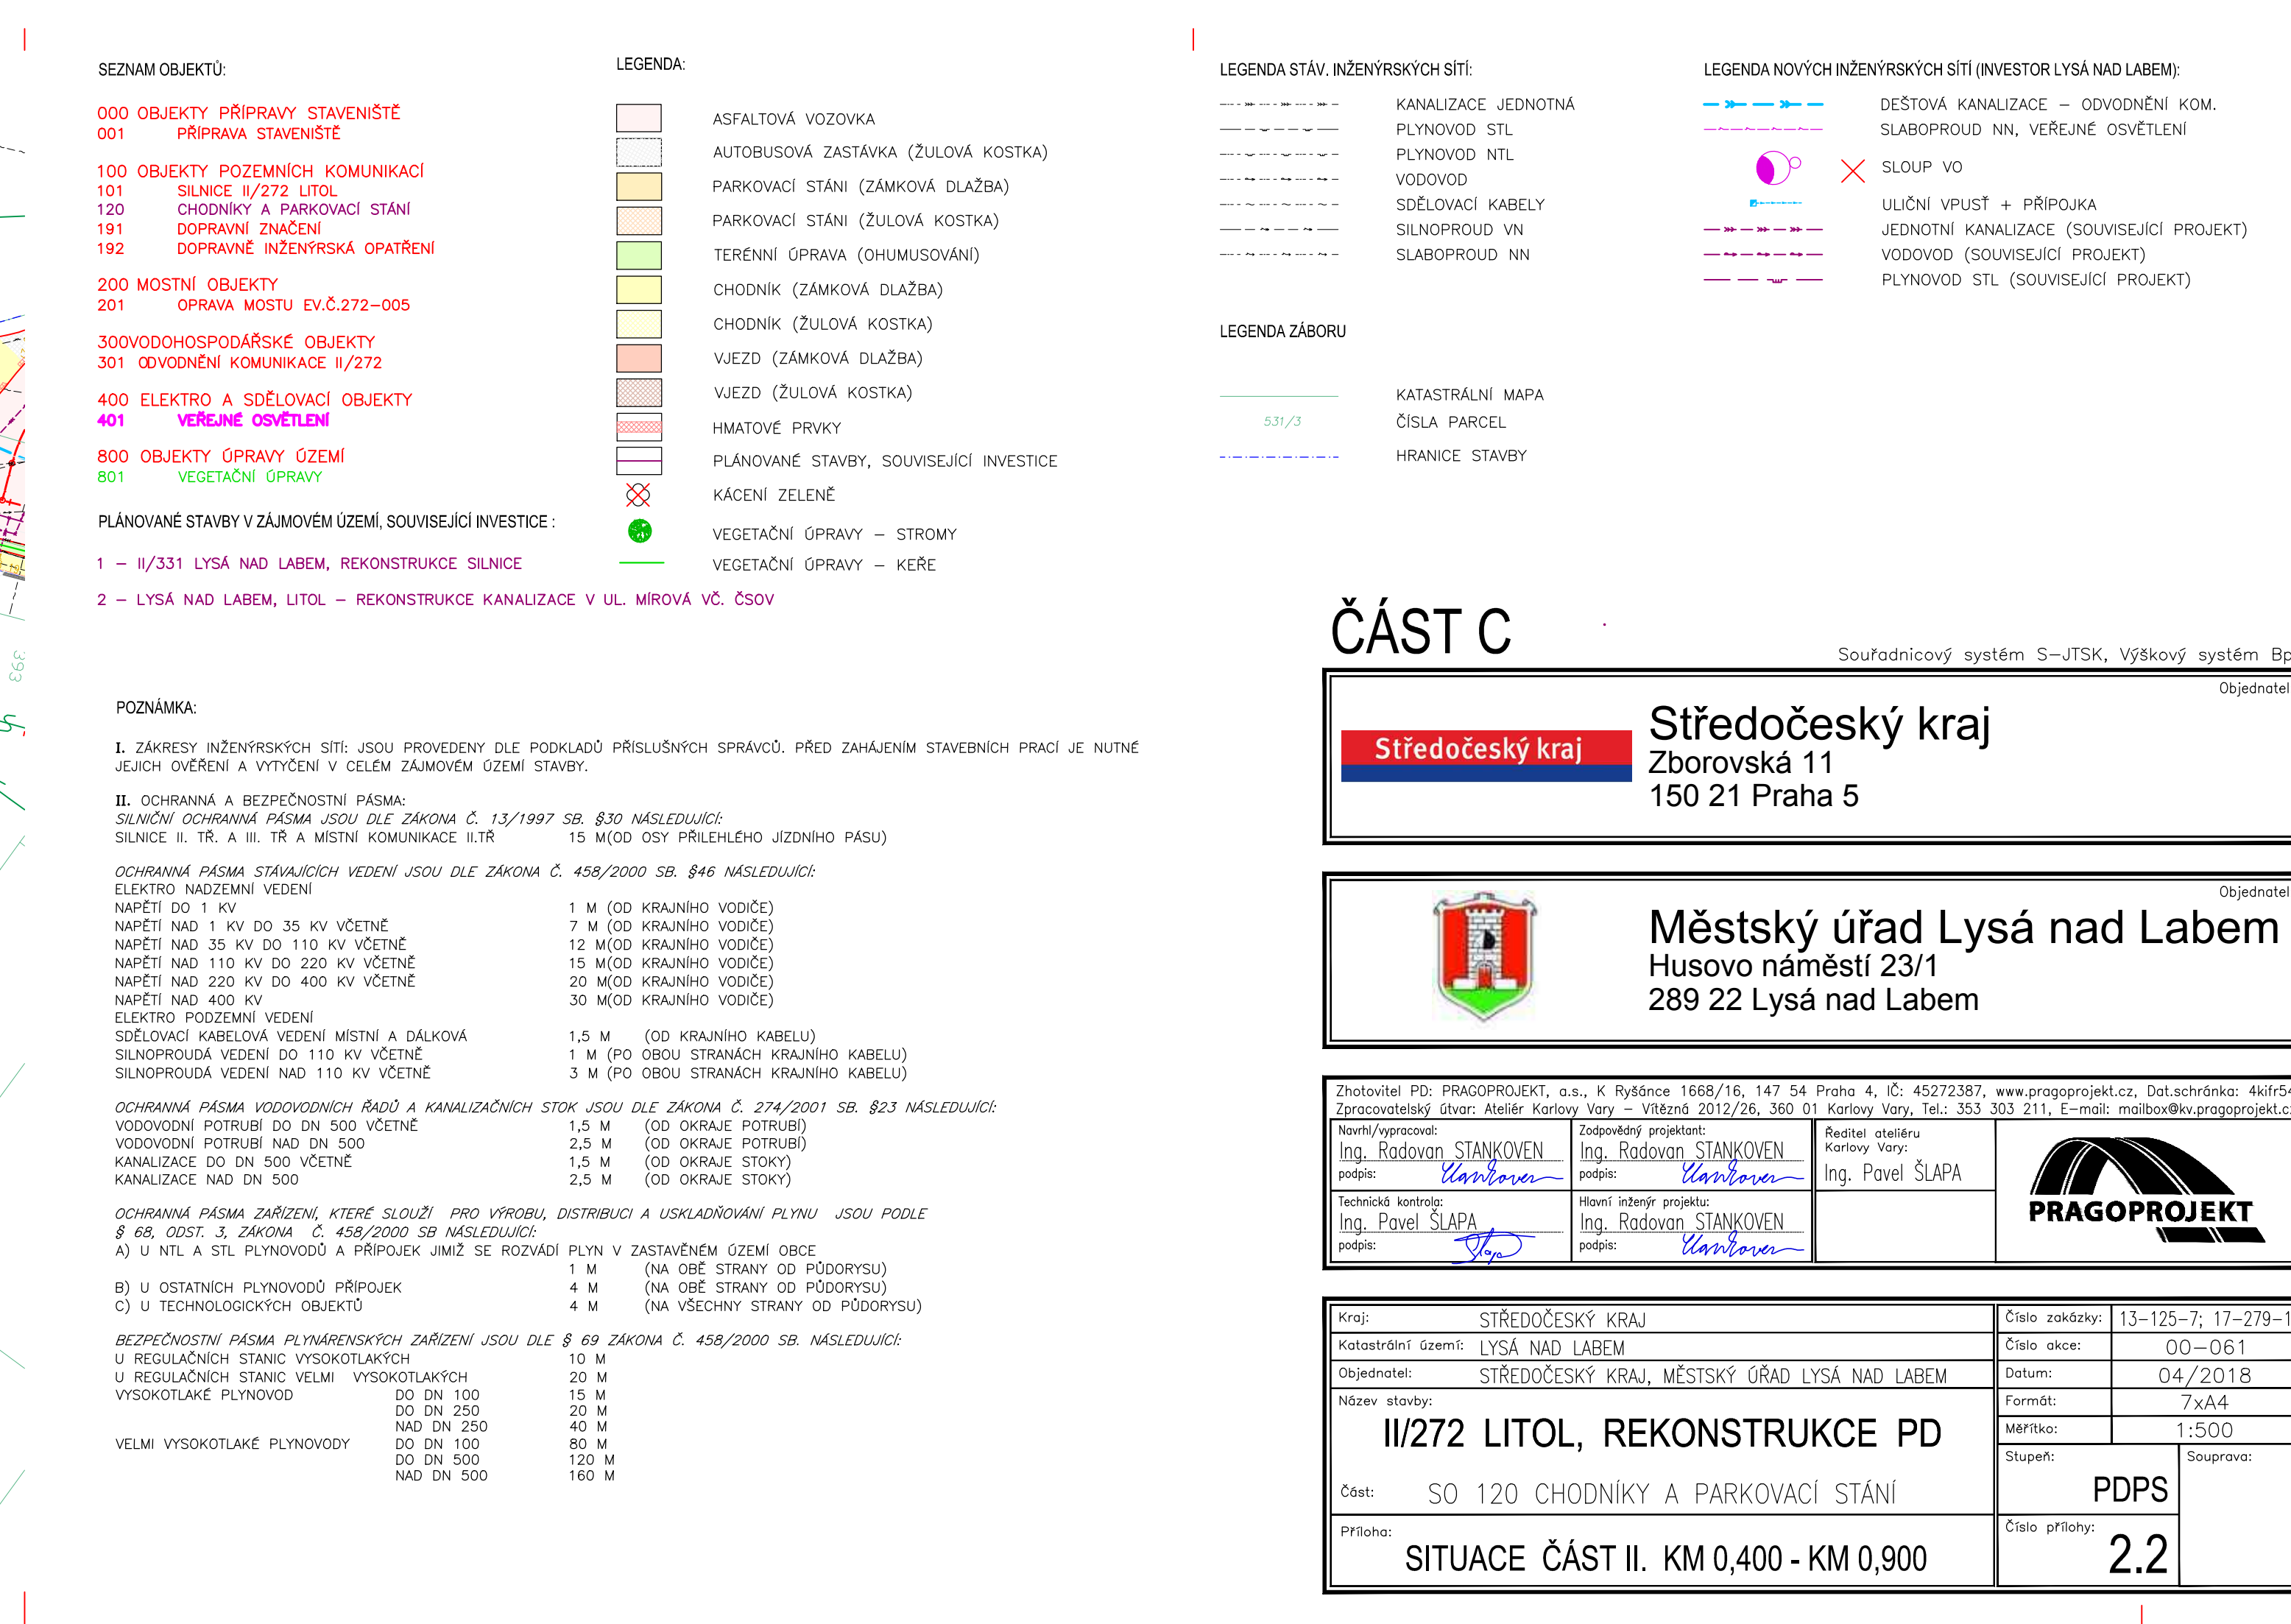 SEZNAM OBJEKTŮ:
000 OBJEKTY PŘÍPRAVY STAVENIŠTĚ
001 PŘÍPRAVA STAVENIŠTĚ
100 OBJEKTY POZEMNÍCH KOMUNIKACÍ
101 SILNICE II/272 LITOL
120 CHODNÍKY A PARKOVACÍ STÁNÍ
191 DOPRAVNÍ ZNAČENÍ
192 DOPRAVNĚ INŽENÝRSKÁ OPATŘENÍ
200 MOSTNÍ OBJEKTY
201 OPRAVA MOSTU EV.Č.272-005
300VODOHOSPODÁŘSKÉ OBJEKTY
301 ODVODNĚNÍ KOMUNIKACE II/272
400 ELEKTRO A SDĚLOVACÍ OBJEKTY
401 VEŘEJNÉ OSVĚTLENÍ
800 OBJEKTY ÚPRAVY ÚZEMÍ
801 VEGETAČNÍ ÚPRAVY
PLÁNOVANÉ STAVBY V ZÁJMOVÉM ÚZEMÍ, SOUVISEJÍCÍ INVESTICE :
1 – II/331 LYSÁ NAD LABEM, REKONSTRUKCE SILNICE
2 – LYSÁ NAD LABEM, LITOL – REKONSTRUKCE KANALIZACE V UL. MÍROVÁ VČ. ČSOV
LEGENDA:
ASFALTOVÁ VOZOVKA
AUTOBUSOVÁ ZASTÁVKA (ŽULOVÁ KOSTKA)
PARKOVACÍ STÁNI (ZÁMKOVÁ DLAŽBA)
PARKOVACÍ STÁNI (ŽULOVÁ KOSTKA)
TERÉNNÍ ÚPRAVA (OHUMUSOVÁNÍ)
CHODNÍK (ZÁMKOVÁ DLAŽBA)
CHODNÍK (ŽULOVÁ KOSTKA)
VJEZD (ZÁMKOVÁ DLAŽBA)
VJEZD (ŽULOVÁ KOSTKA)
HMATOVÉ PRVKY
PLÁNOVANÉ STAVBY, SOUVISEJÍCÍ INVESTICE
KÁCENÍ ZELENĚ
VEGETAČNÍ ÚPRAVY – STROMY
VEGETAČNÍ ÚPRAVY – KEŘE
LEGENDA STÁV. INŽENÝRSKÝCH SÍTÍ:
KANALIZACE JEDNOTNÁ
PLYNOVOD STL
PLYNOVOD NTL
VODOVOD
SDĚLOVACÍ KABELY
SILNOPROUD VN
SLABOPROUD NN
LEGENDA ZÁBORU
KATASTRÁLNÍ MAPA
531/3 ČÍSLA PARCEL
HRANICE STAVBY
LEGENDA NOVÝCH INŽENÝRSKÝCH SÍTÍ (INVESTOR LYSÁ NAD LABEM):
DEŠTOVÁ KANALIZACE – ODVODNĚNÍ KOM.
SLABOPROUD NN, VEŘEJNÉ OSVĚTLENÍ
SLOUP VO
ULIČNÍ VPUSŤ + PŘÍPOJKA
JEDNOTNÍ KANALIZACE (SOUVISEJÍCÍ PROJEKT)
VODOVOD (SOUVISEJÍCÍ PROJEKT)
PLYNOVOD STL (SOUVISEJÍCÍ PROJEKT)
393
POZNÁMKA:
I. ZÁKRESY INŽENÝRSKÝCH SÍTÍ: JSOU PROVEDENY DLE PODKLADŮ PŘÍSLUŠNÝCH SPRÁVCŮ. PŘED ZAHÁJENÍM STAVEBNÍCH PRACÍ JE NUTNÉ
JEJICH OVĚŘENÍ A VYTYČENÍ V CELÉM ZÁJMOVÉM ÚZEMÍ STAVBY.
II. OCHRANNÁ A BEZPEČNOSTNÍ PÁSMA:
SILNIČNÍ OCHRANNÁ PÁSMA JSOU DLE ZÁKONA Č. 13/1997 SB. §30 NÁSLEDUJÍCÍ:
SILNICE II. TŘ. A III. TŘ A MÍSTNÍ KOMUNIKACE II.TŘ 15 M(OD OSY PŘILEHLÉHO JÍZDNÍHO PÁSU)
OCHRANNÁ PÁSMA STÁVAJÍCÍCH VEDENÍ JSOU DLE ZÁKONA Č. 458/2000 SB. §46 NÁSLEDUJÍCÍ:
ELEKTRO NADZEMNÍ VEDENÍ
NAPĚTÍ DO 1 KV 1 M (OD KRAJNÍHO VODIČE)
NAPĚTÍ NAD 1 KV DO 35 KV VČETNĚ 7 M (OD KRAJNÍHO VODIČE)
NAPĚTÍ NAD 35 KV DO 110 KV VČETNĚ 12 M(OD KRAJNÍHO VODIČE)
NAPĚTÍ NAD 110 KV DO 220 KV VČETNĚ 15 M(OD KRAJNÍHO VODIČE)
NAPĚTÍ NAD 220 KV DO 400 KV VČETNĚ 20 M(OD KRAJNÍHO VODIČE)
NAPĚTÍ NAD 400 KV 30 M(OD KRAJNÍHO VODIČE)
ELEKTRO PODZEMNÍ VEDENÍ
SDĚLOVACÍ KABELOVÁ VEDENÍ MÍSTNÍ A DÁLKOVÁ 1,5 M (OD KRAJNÍHO KABELU)
SILNOPROUDÁ VEDENÍ DO 110 KV VČETNĚ 1 M (PO OBOU STRANÁCH KRAJNÍHO KABELU)
SILNOPROUDÁ VEDENÍ NAD 110 KV VČETNĚ 3 M (PO OBOU STRANÁCH KRAJNÍHO KABELU)
OCHRANNÁ PÁSMA VODOVODNÍCH ŘADŮ A KANALIZAČNÍCH STOK JSOU DLE ZÁKONA Č. 274/2001 SB. §23 NÁSLEDUJÍCÍ:
VODOVODNÍ POTRUBÍ DO DN 500 VČETNĚ 1,5 M (OD OKRAJE POTRUBÍ)
VODOVODNÍ POTRUBÍ NAD DN 500 2,5 M (OD OKRAJE POTRUBÍ)
KANALIZACE DO DN 500 VČETNĚ 1,5 M (OD OKRAJE STOKY)
KANALIZACE NAD DN 500 2,5 M (OD OKRAJE STOKY)
OCHRANNÁ PÁSMA ZAŘÍZENÍ, KTERÉ SLOUŽÍ PRO VÝROBU, DISTRIBUCI A USKLADŇOVÁNÍ PLYNU JSOU PODLE
§ 68, ODST. 3, ZÁKONA Č. 458/2000 SB NÁSLEDUJÍCÍ:
A) U NTL A STL PLYNOVODŮ A PŘÍPOJEK JIMIŽ SE ROZVÁDÍ PLYN V ZASTAVĚNÉM ÚZEMÍ OBCE
1 M (NA OBĚ STRANY OD PŮDORYSU)
B) U OSTATNÍCH PLYNOVODŮ PŘÍPOJEK 4 M (NA OBĚ STRANY OD PŮDORYSU)
C) U TECHNOLOGICKÝCH OBJEKTŮ 4 M (NA VŠECHNY STRANY OD PŮDORYSU)
BEZPEČNOSTNÍ PÁSMA PLYNÁRENSKÝCH ZAŘÍZENÍ JSOU DLE § 69 ZÁKONA Č. 458/2000 SB. NÁSLEDUJÍCÍ:
U REGULAČNÍCH STANIC VYSOKOTLAKÝCH 10 M
U REGULAČNÍCH STANIC VELMI VYSOKOTLAKÝCH 20 M
VYSOKOTLAKÉ PLYNOVOD DO DN 100 15 M
DO DN 250 20 M
NAD DN 250 40 M
VELMI VYSOKOTLAKÉ PLYNOVODY DO DN 100 80 M
DO DN 500 120 M
NAD DN 500 160 M
ČÁST C
Souřadnicový systém S-JTSK, Výškový systém Bp
Objednatel
Středočeský kraj
Středočeský kraj
Zborovská 11
150 21 Praha 5
Objednatel
Městský úřad Lysá nad Labem
Husovo náměstí 23/1
289 22 Lysá nad Labem
Zhotovitel PD: PRAGOPROJEKT, a.s., K Ryšánce 1668/16, 147 54 Praha 4, IČ: 45272387, www.pragoprojekt.cz, Dat.schránka: 4kifr54
Zpracovatelský útvar: Ateliér Karlovy Vary – Vítězná 2012/26, 360 01 Karlovy Vary, Tel.: 353 303 211, E-mail: mailbox@kv.pragoprojekt.c
Navrhl/vypracoval:
Ing. Radovan STANKOVEN
podpis:
Zodpovědný projektant:
Ing. Radovan STANKOVEN
podpis:
Ředitel ateliéru
Karlovy Vary:
Ing. Pavel ŠLAPA
Technická kontrola:
Ing. Pavel ŠLAPA
podpis:
Hlavní inženýr projektu:
Ing. Radovan STANKOVEN
podpis:
PRAGOPROJEKT
Kraj: STŘEDOČESKÝ KRAJ
Katastrální území: LYSÁ NAD LABEM
Objednatel: STŘEDOČESKÝ KRAJ, MĚSTSKÝ ÚŘAD LYSÁ NAD LABEM
Název stavby:
II/272 LITOL, REKONSTRUKCE PD
Část: SO 120 CHODNÍKY A PARKOVACÍ STÁNÍ
Příloha:
SITUACE ČÁST II. KM 0,400 - KM 0,900
Číslo zakázky: 13-125-7; 17-279-1
Číslo akce: 00-061
Datum: 04/2018
Formát: 7xA4
Měřítko: 1:500
Stupeň: PDPS
Souprava:
Číslo přílohy: 2.2